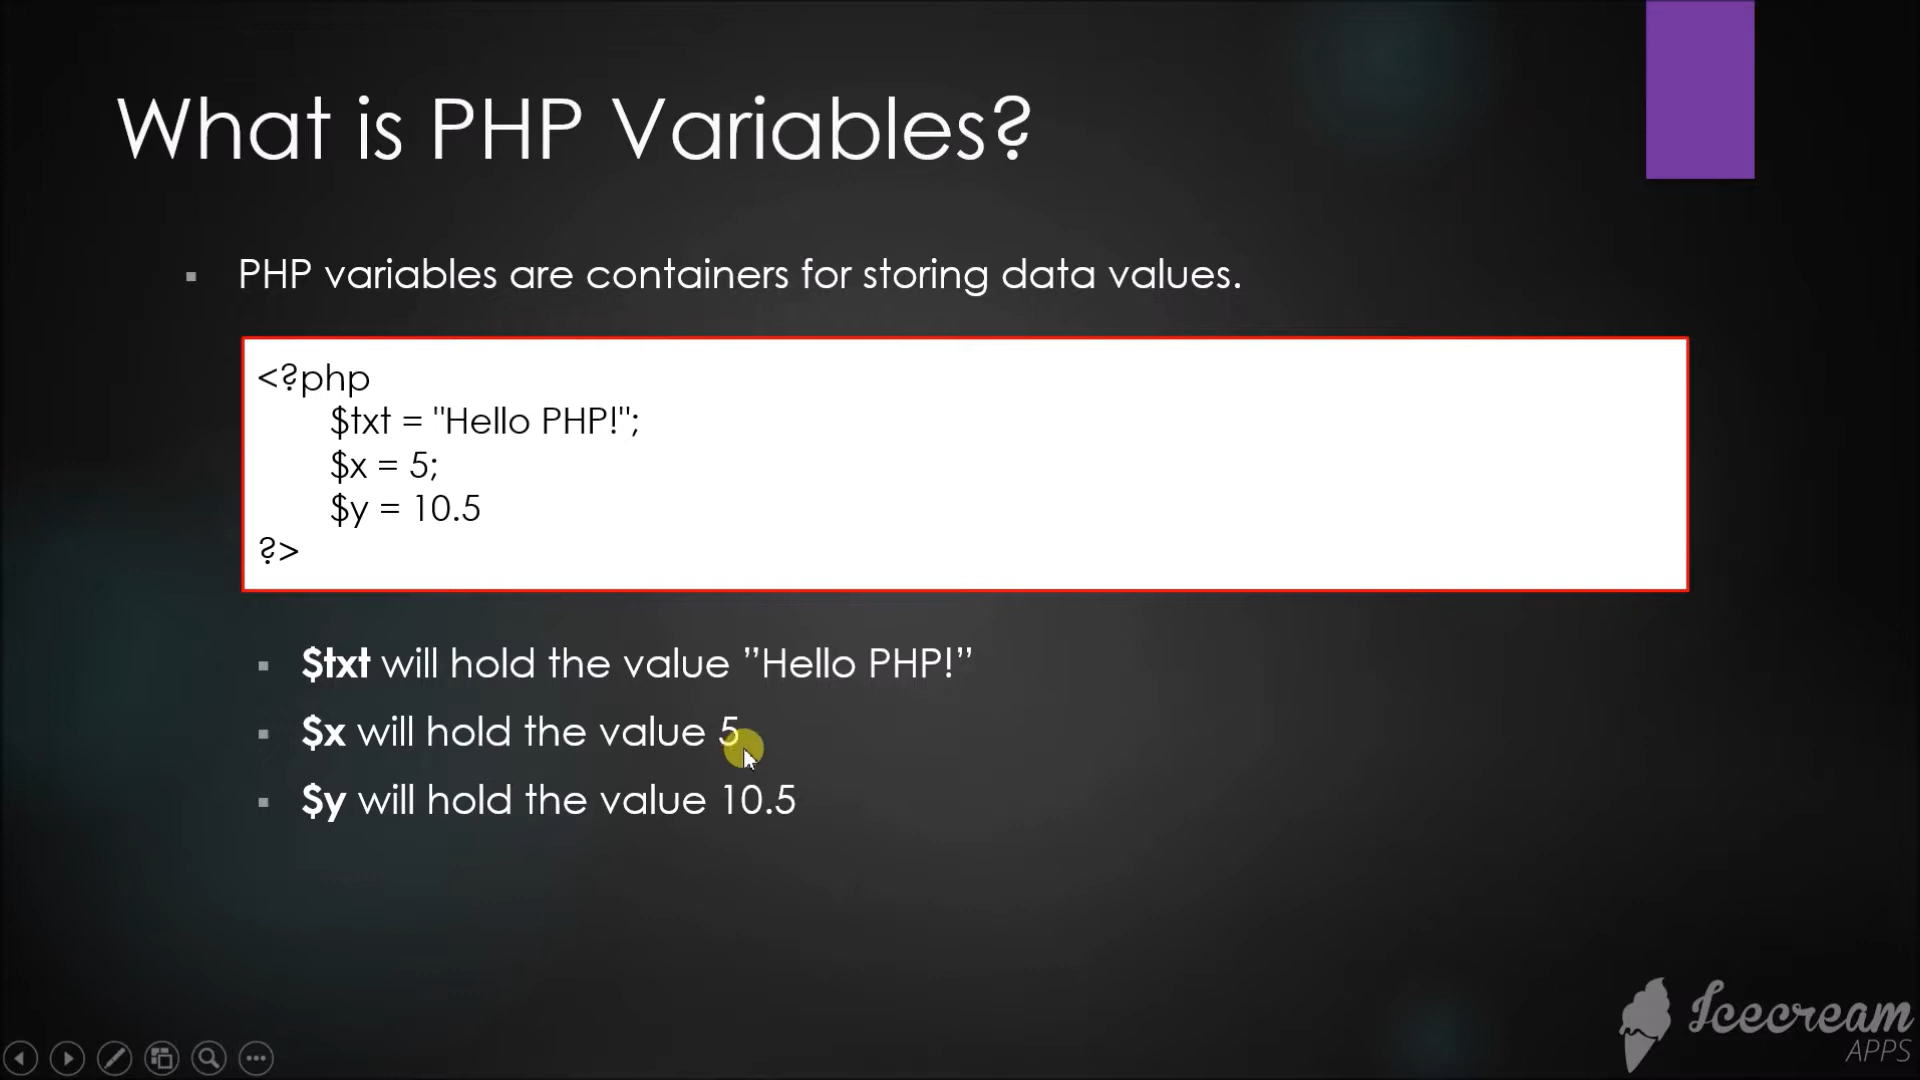 What is PHP Variables?
PHP variables are containers for storing data values.
<?php
$txt = "Hello PHP!";
$x = 5;
$y = 10.5
?>
$txt will hold the value ”Hello PHP!”
$x will hold the value 5
$y will hold the value 10.5
Icecream
APPS